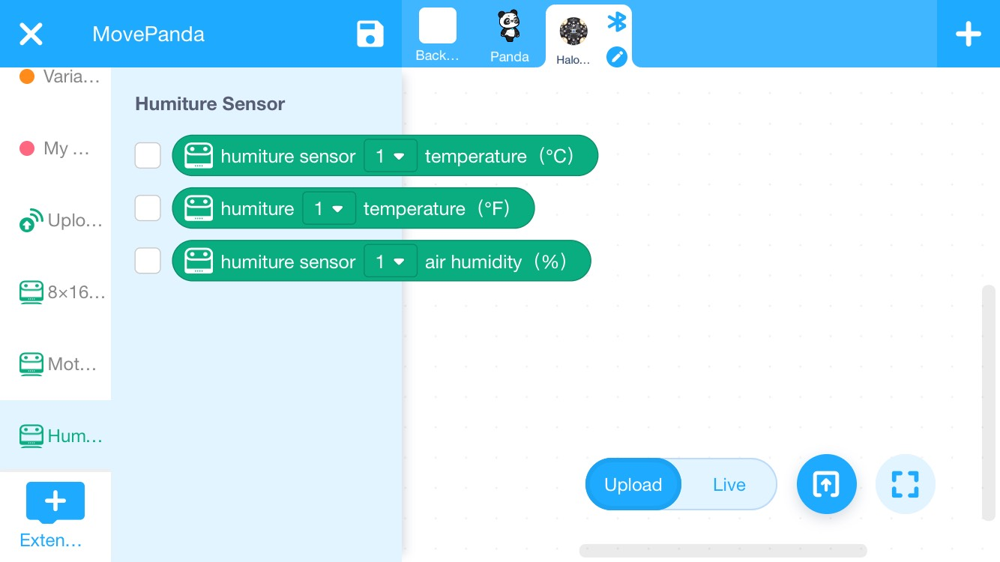 MovePanda
Back...
Panda
Halo...
Varia...
My ...
Uplo...
8×16...
Mot...
Hum...
Exten...
Humiture Sensor
humiture sensor 1 temperature（°C）
humiture 1 temperature（°F）
humiture sensor 1 air humidity（%）
Upload Live